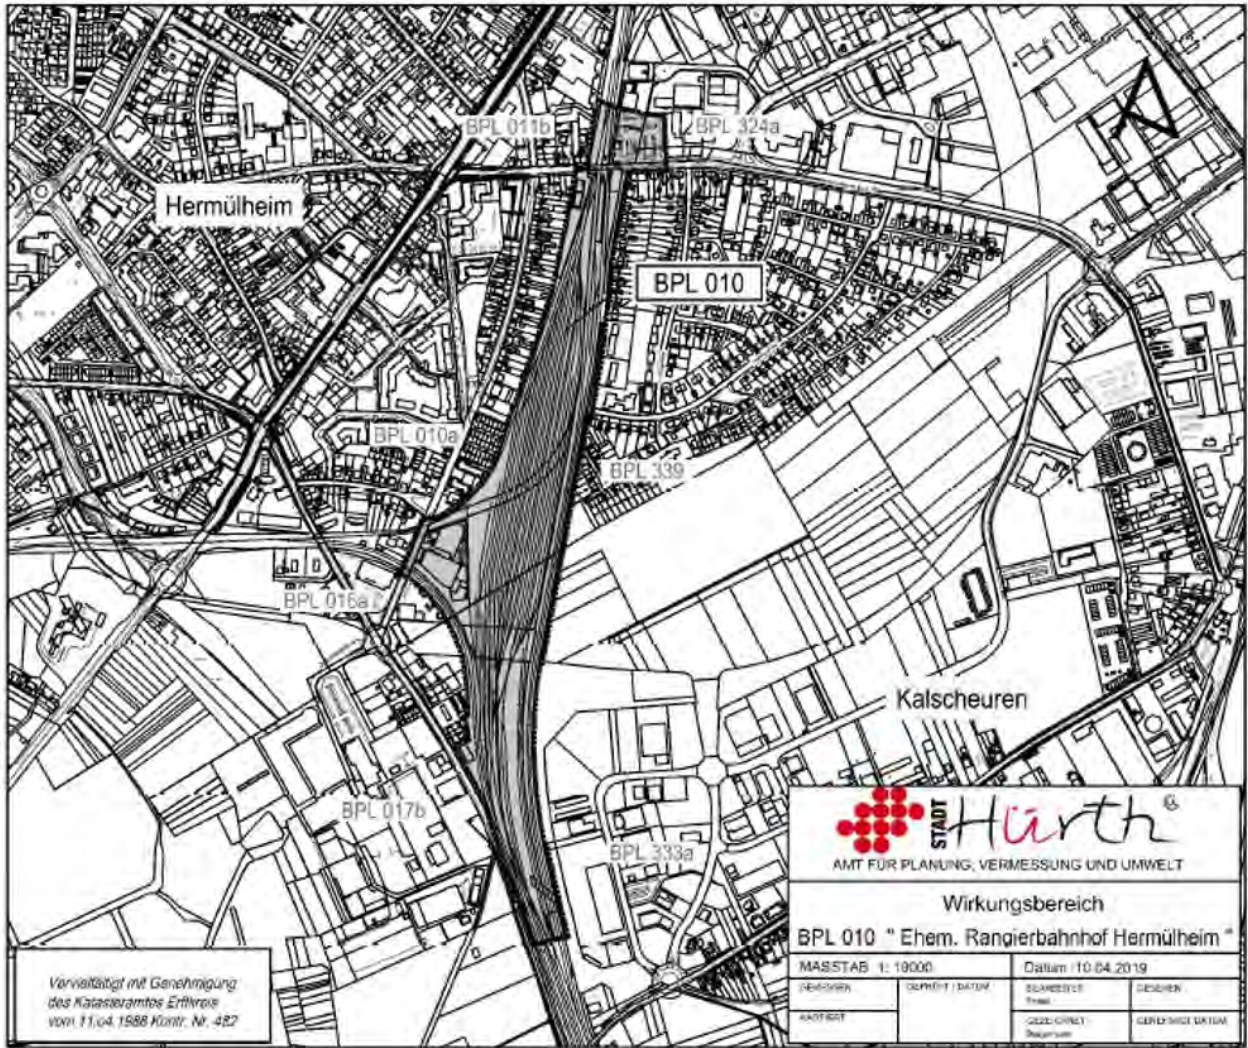 BPL 011b
BPL 324a
Hermülheim
BPL 010
BPL 010a
BPL 339
BPL 016a
Kalscheuren
BPL 017b
BPL 333a
STADT Hürth
AMT FÜR PLANUNG, VERMESSUNG UND UMWELT
Wirkungsbereich
BPL 010 " Ehem. Rangierbahnhof Hermülheim "
MASSTAB 1: 10000
Datum 10.04.2019
Vervielfältigt mit Genehmigung
des Katasteramtes Erftkreis
vom 11.04.1988 Kontr. Nr. 482